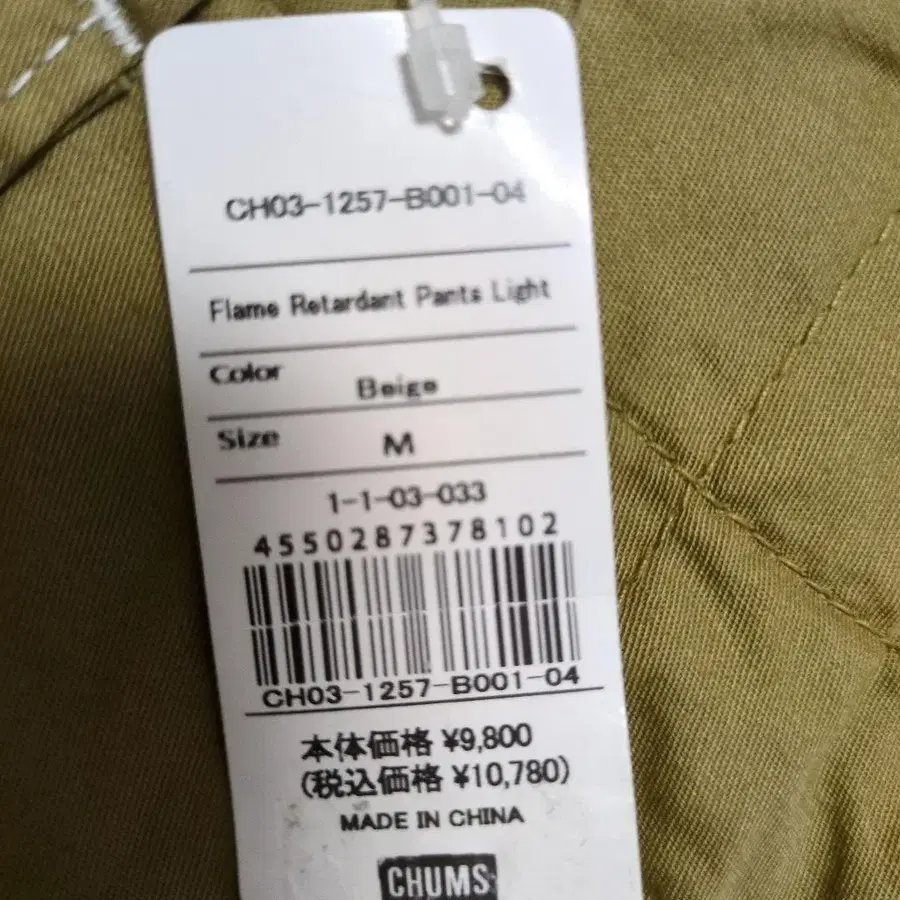 CH03-1257-B001-04
Flame Retardant Pants Light
Color Beige
Size M
1-1-03-033
4550287378102
CH03-1257-B001-04
本体価格 ¥9,800
(税込価格 ¥10,780)
MADE IN CHINA
CHUMS